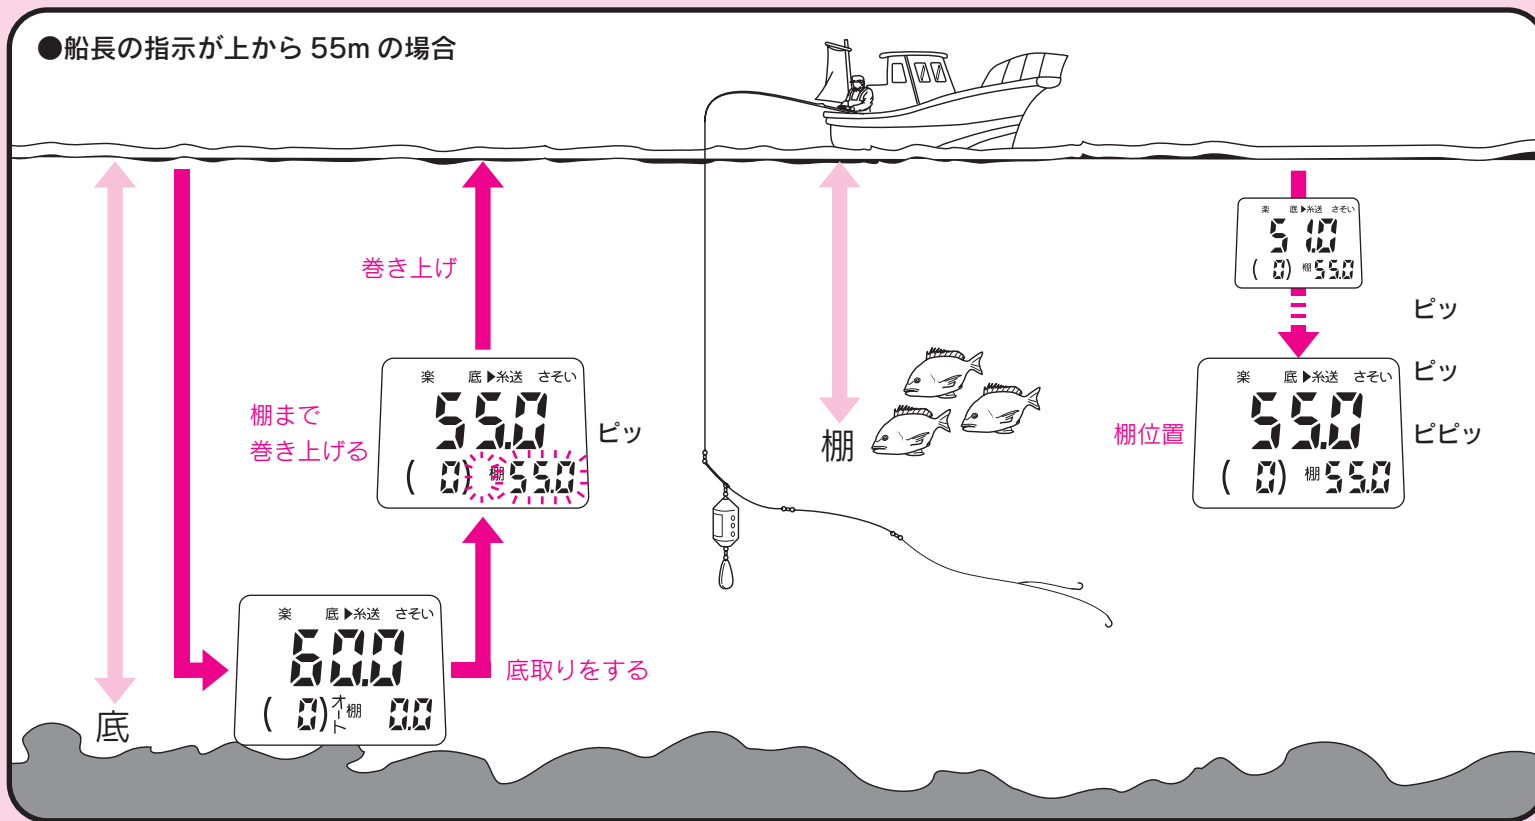 ●船長の指示が上から 55m の場合
巻き上げ
棚まで
巻き上げる
楽 底▶糸送 さそい
55.0
( 0) 棚 55.0
ピッ
底
楽 底▶糸送 さそい
60.0
( 0) オート 棚 0.0
底取りをする
棚
楽 底▶糸送 さそい
51.0
( 0) 棚 55.0
ピッ
ピッ
ピピッ
棚位置
楽 底▶糸送 さそい
55.0
( 0) 棚 55.0